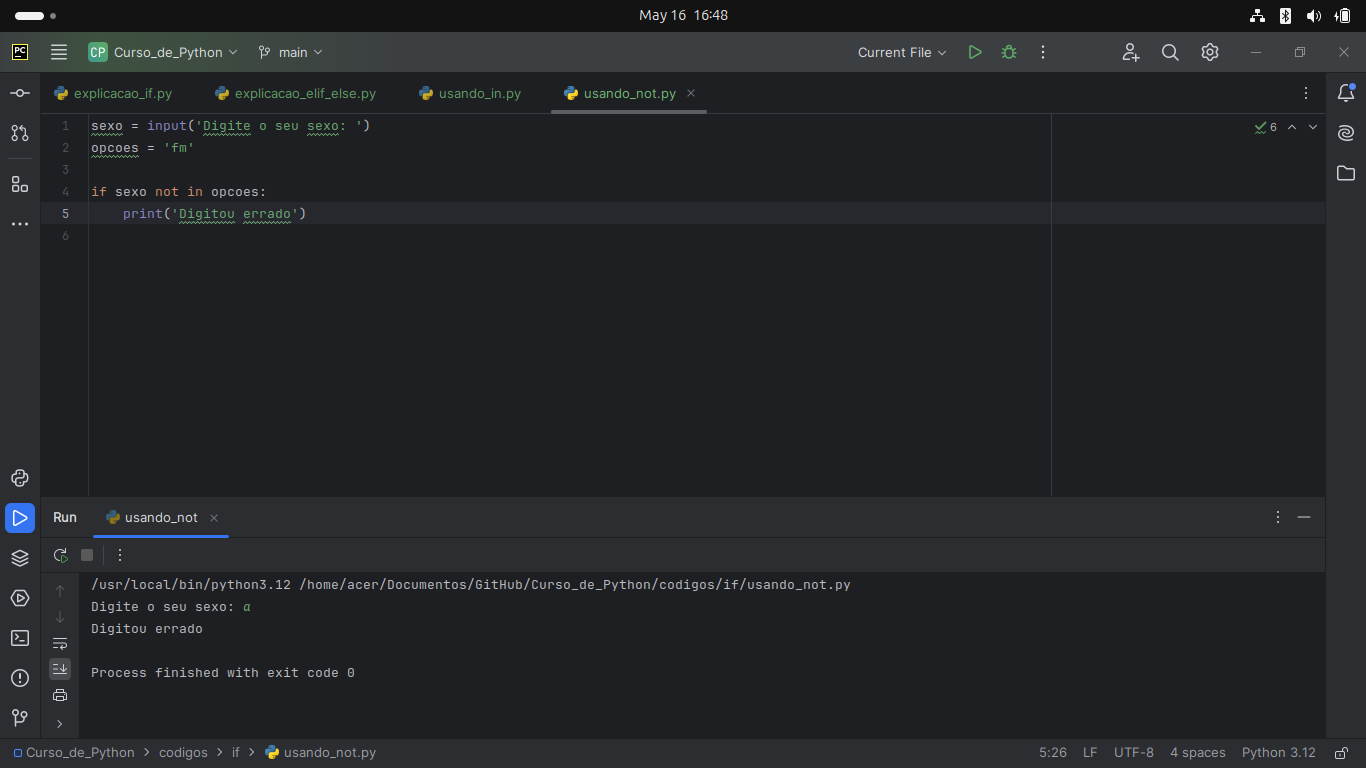 May 16 16:48
PC CP Curso_de_Python main Current File
explicacao_if.py explicacao_elif_else.py usando_in.py usando_not.py
1 sexo = input('Digite o seu sexo: ') 6
2 opcoes = 'fm'
3
4 if sexo not in opcoes:
5 print('Digitou errado')
6
Run usando_not
/usr/local/bin/python3.12 /home/acer/Documentos/GitHub/Curso_de_Python/codigos/if/usando_not.py
Digite o seu sexo: a
Digitou errado
Process finished with exit code 0
Curso_de_Python > codigos > if > usando_not.py 5:26 LF UTF-8 4 spaces Python 3.12